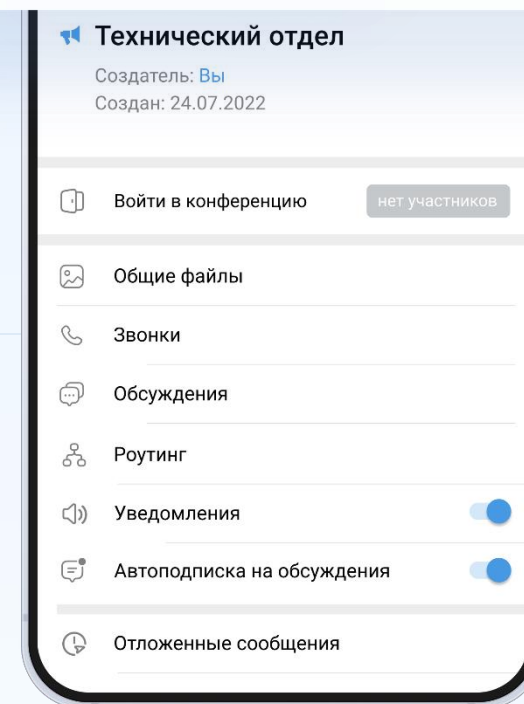 Технический отдел
Создатель: Вы
Создан: 24.07.2022
Войти в конференцию нет участников
Общие файлы
Звонки
Обсуждения
Роутинг
Уведомления
Автоподписка на обсуждения
Отложенные сообщения